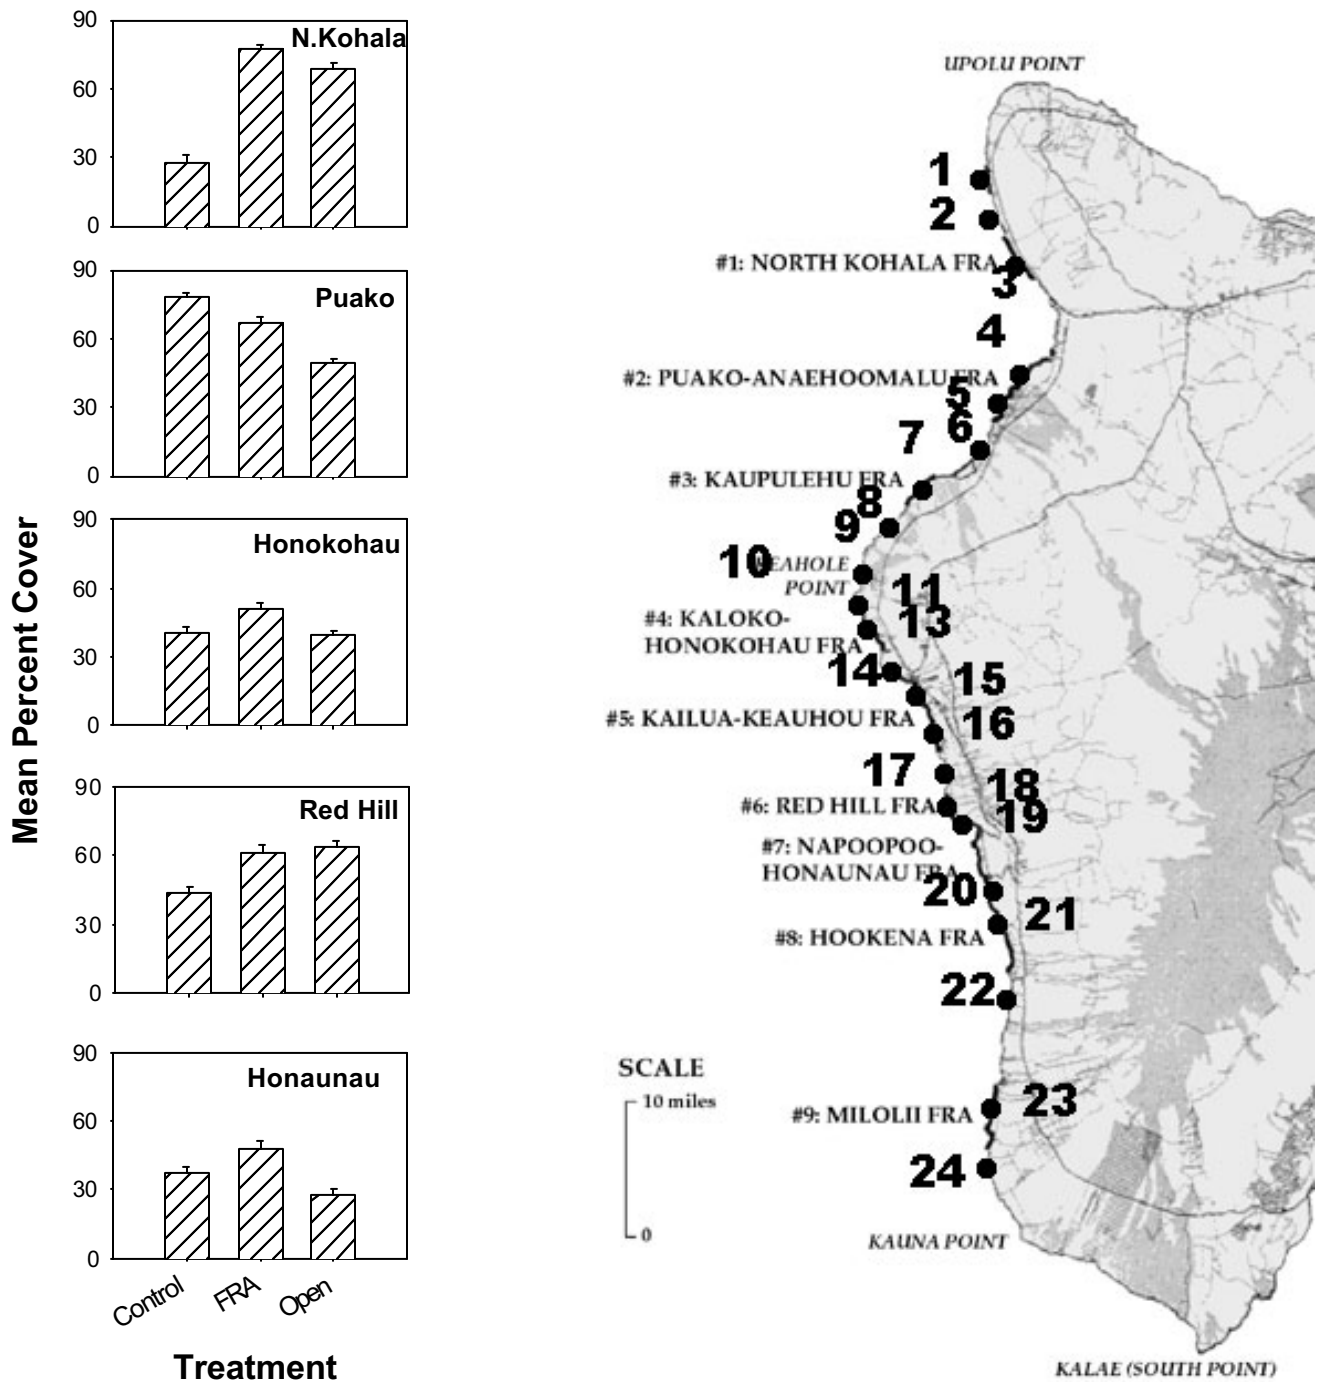 Mean Percent Cover
90
60
30
0
N.Kohala
90
60
30
0
Puako
90
60
30
0
Honokohau
90
60
30
0
Red Hill
90
60
30
0
Honaunau
Control
FRA
Open
Treatment
UPOLU POINT
1
2
#1: NORTH KOHALA FRA
3
4
#2: PUAKO-ANAEHOOMALU FRA
5
6
7
#3: KAUPULEHU FRA
8
9
10
KEAHOLE
POINT
11
13
#4: KALOKO-
HONOKOHAU FRA
14
15
#5: KAILUA-KEAUHOU FRA
16
17
18
#6: RED HILL FRA
19
#7: NAPOOPOO-
HONAUNAU FRA
20
21
#8: HOOKENA FRA
22
SCALE
10 miles
0
23
#9: MILOLII FRA
24
KAUNA POINT
KALAE (SOUTH POINT)